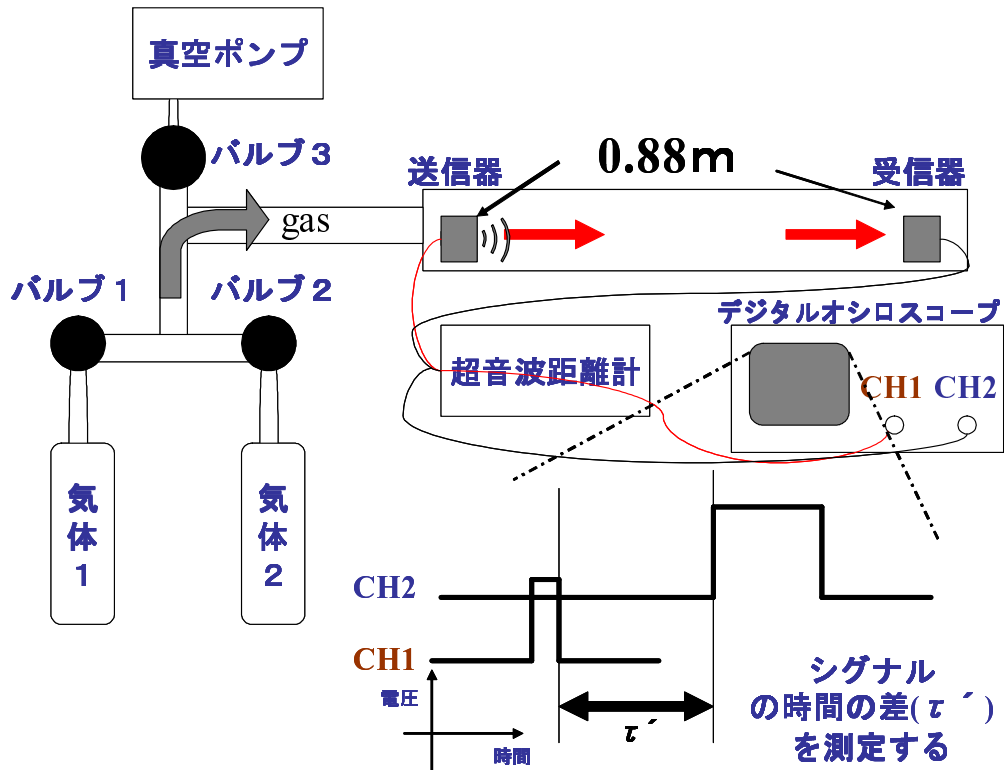 真空ポンプ
バルブ3
送信器
0.88m
受信器
gas
バルブ1
バルブ2
デジタルオシロスコープ
超音波距離計
CH1 CH2
気体1
気体2
CH2
CH1
電圧
時間
τ´
シグナル
の時間の差(τ´)
を測定する